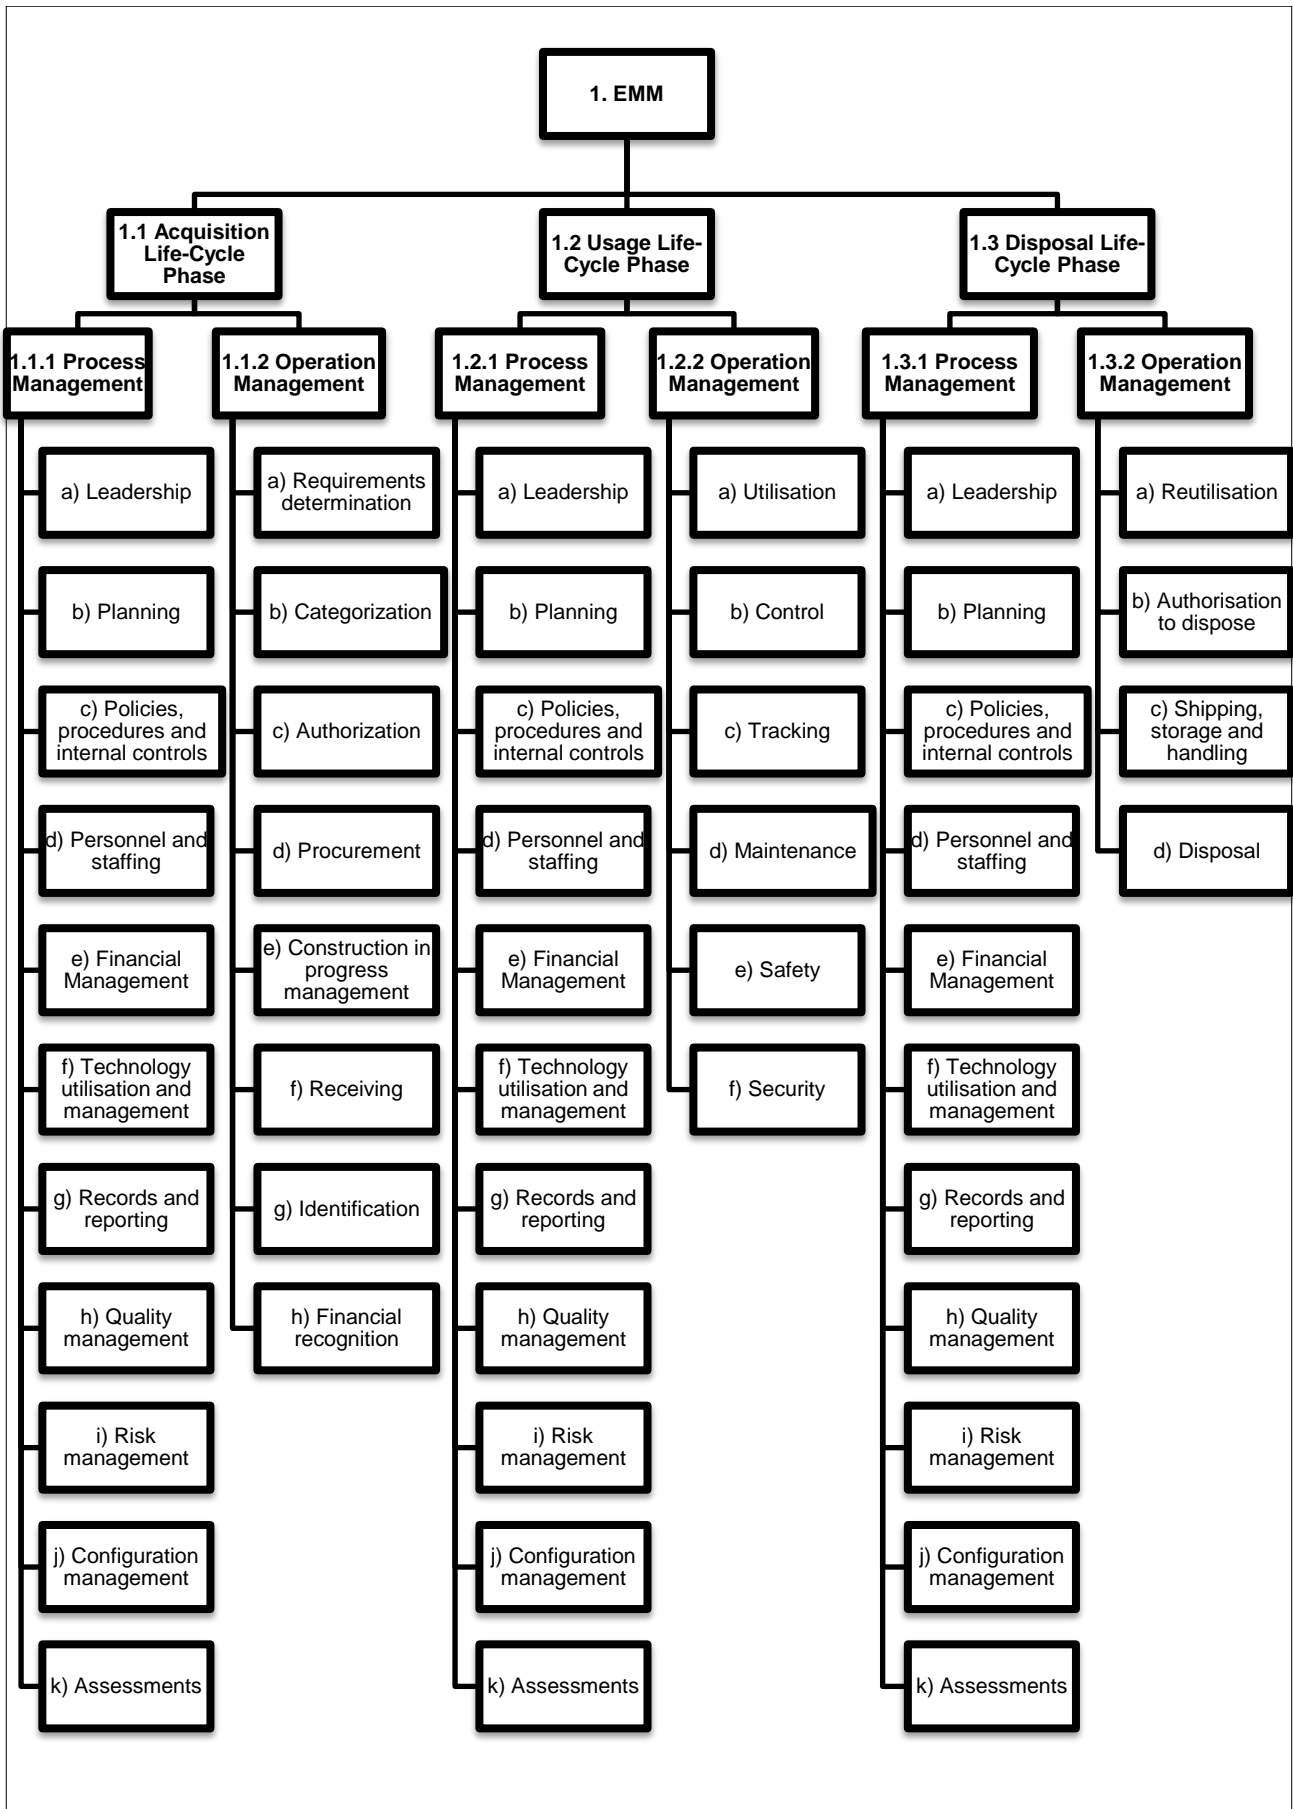 1. EMM
1.1 Acquisition
Life-Cycle
Phase
1.2 Usage Life-
Cycle Phase
1.3 Disposal Life-
Cycle Phase
1.1.1 Process
Management
1.1.2 Operation
Management
1.2.1 Process
Management
1.2.2 Operation
Management
1.3.1 Process
Management
1.3.2 Operation
Management
a) Leadership
b) Planning
c) Policies,
procedures and
internal controls
d) Personnel and
staffing
e) Financial
Management
f) Technology
utilisation and
management
g) Records and
reporting
h) Quality
management
i) Risk
management
j) Configuration
management
k) Assessments
a) Requirements
determination
b) Categorization
c) Authorization
d) Procurement
e) Construction in
progress
management
f) Receiving
g) Identification
h) Financial
recognition
a) Leadership
b) Planning
c) Policies,
procedures and
internal controls
d) Personnel and
staffing
e) Financial
Management
f) Technology
utilisation and
management
g) Records and
reporting
h) Quality
management
i) Risk
management
j) Configuration
management
k) Assessments
a) Utilisation
b) Control
c) Tracking
d) Maintenance
e) Safety
f) Security
a) Leadership
b) Planning
c) Policies,
procedures and
internal controls
d) Personnel and
staffing
e) Financial
Management
f) Technology
utilisation and
management
g) Records and
reporting
h) Quality
management
i) Risk
management
j) Configuration
management
k) Assessments
a) Reutilisation
b) Authorisation
to dispose
c) Shipping,
storage and
handling
d) Disposal